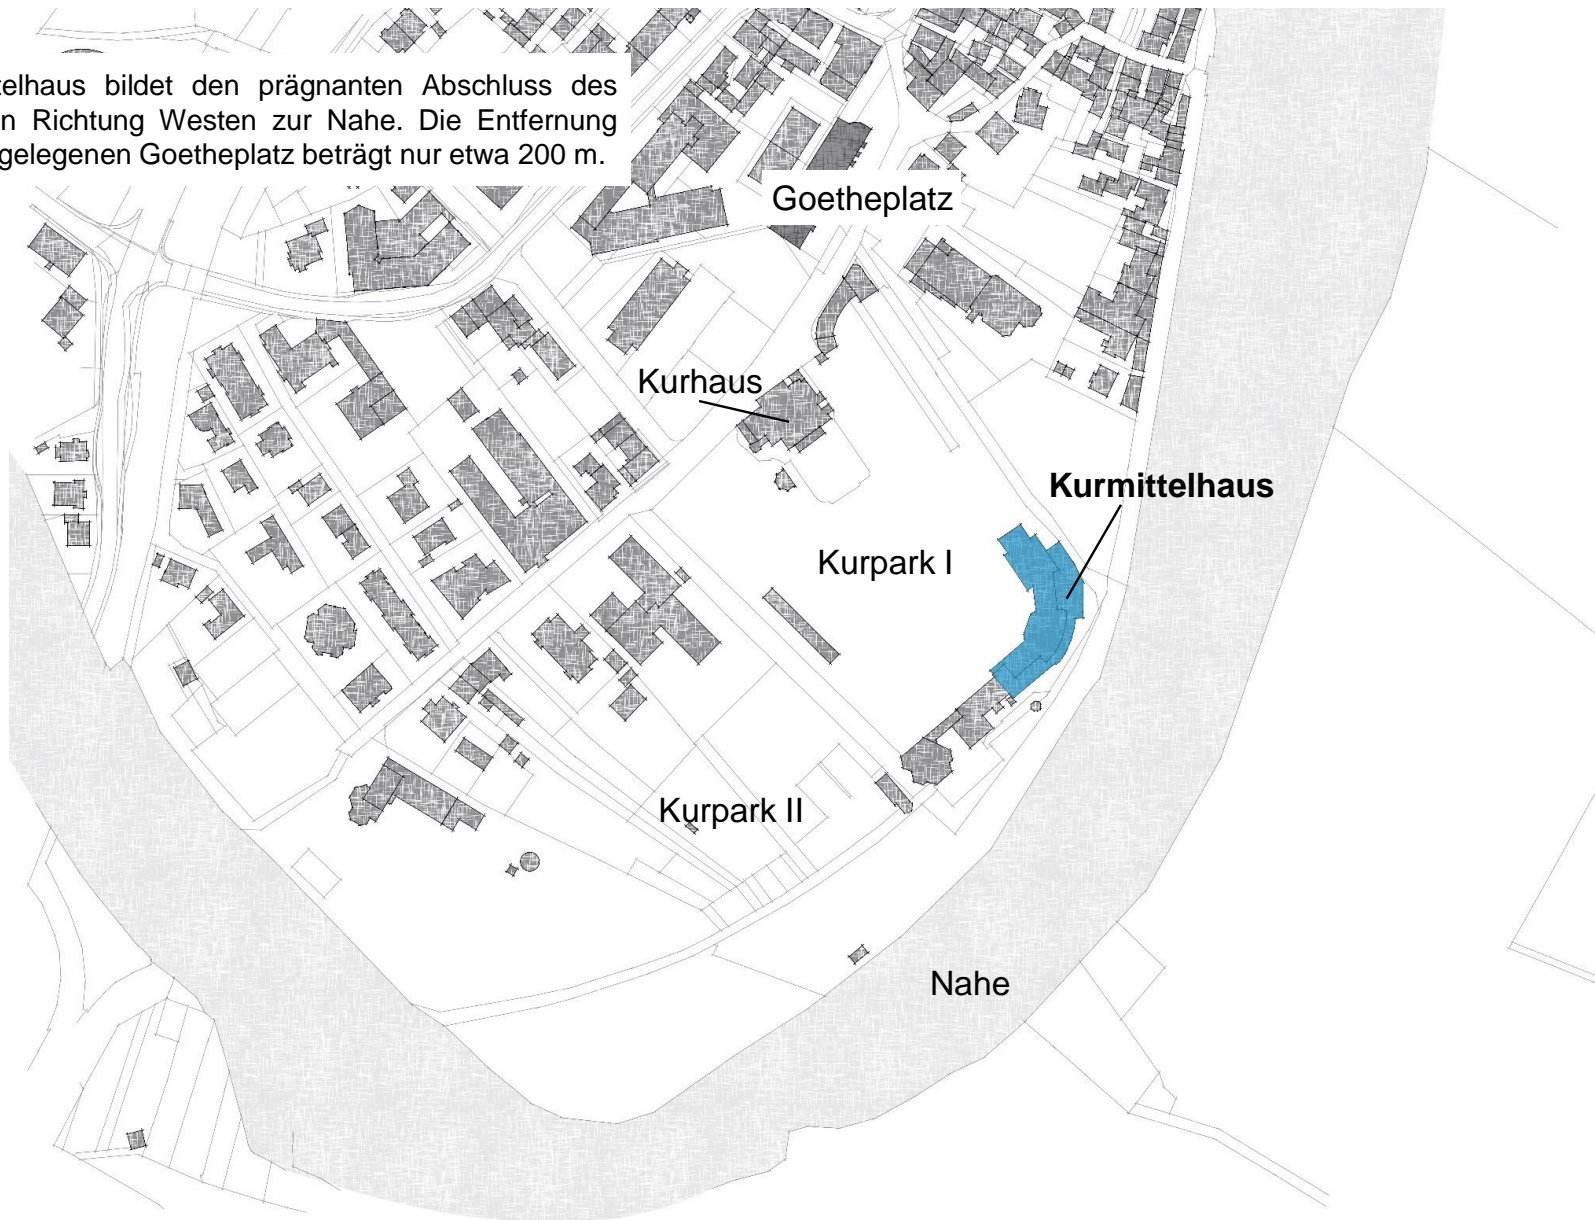 telhaus bildet den prägnanten Abschluss des
n Richtung Westen zur Nahe. Die Entfernung
gelegenen Goetheplatz beträgt nur etwa 200 m.
Goetheplatz
Kurhaus
Kurmittelhaus
Kurpark I
Kurpark II
Nahe